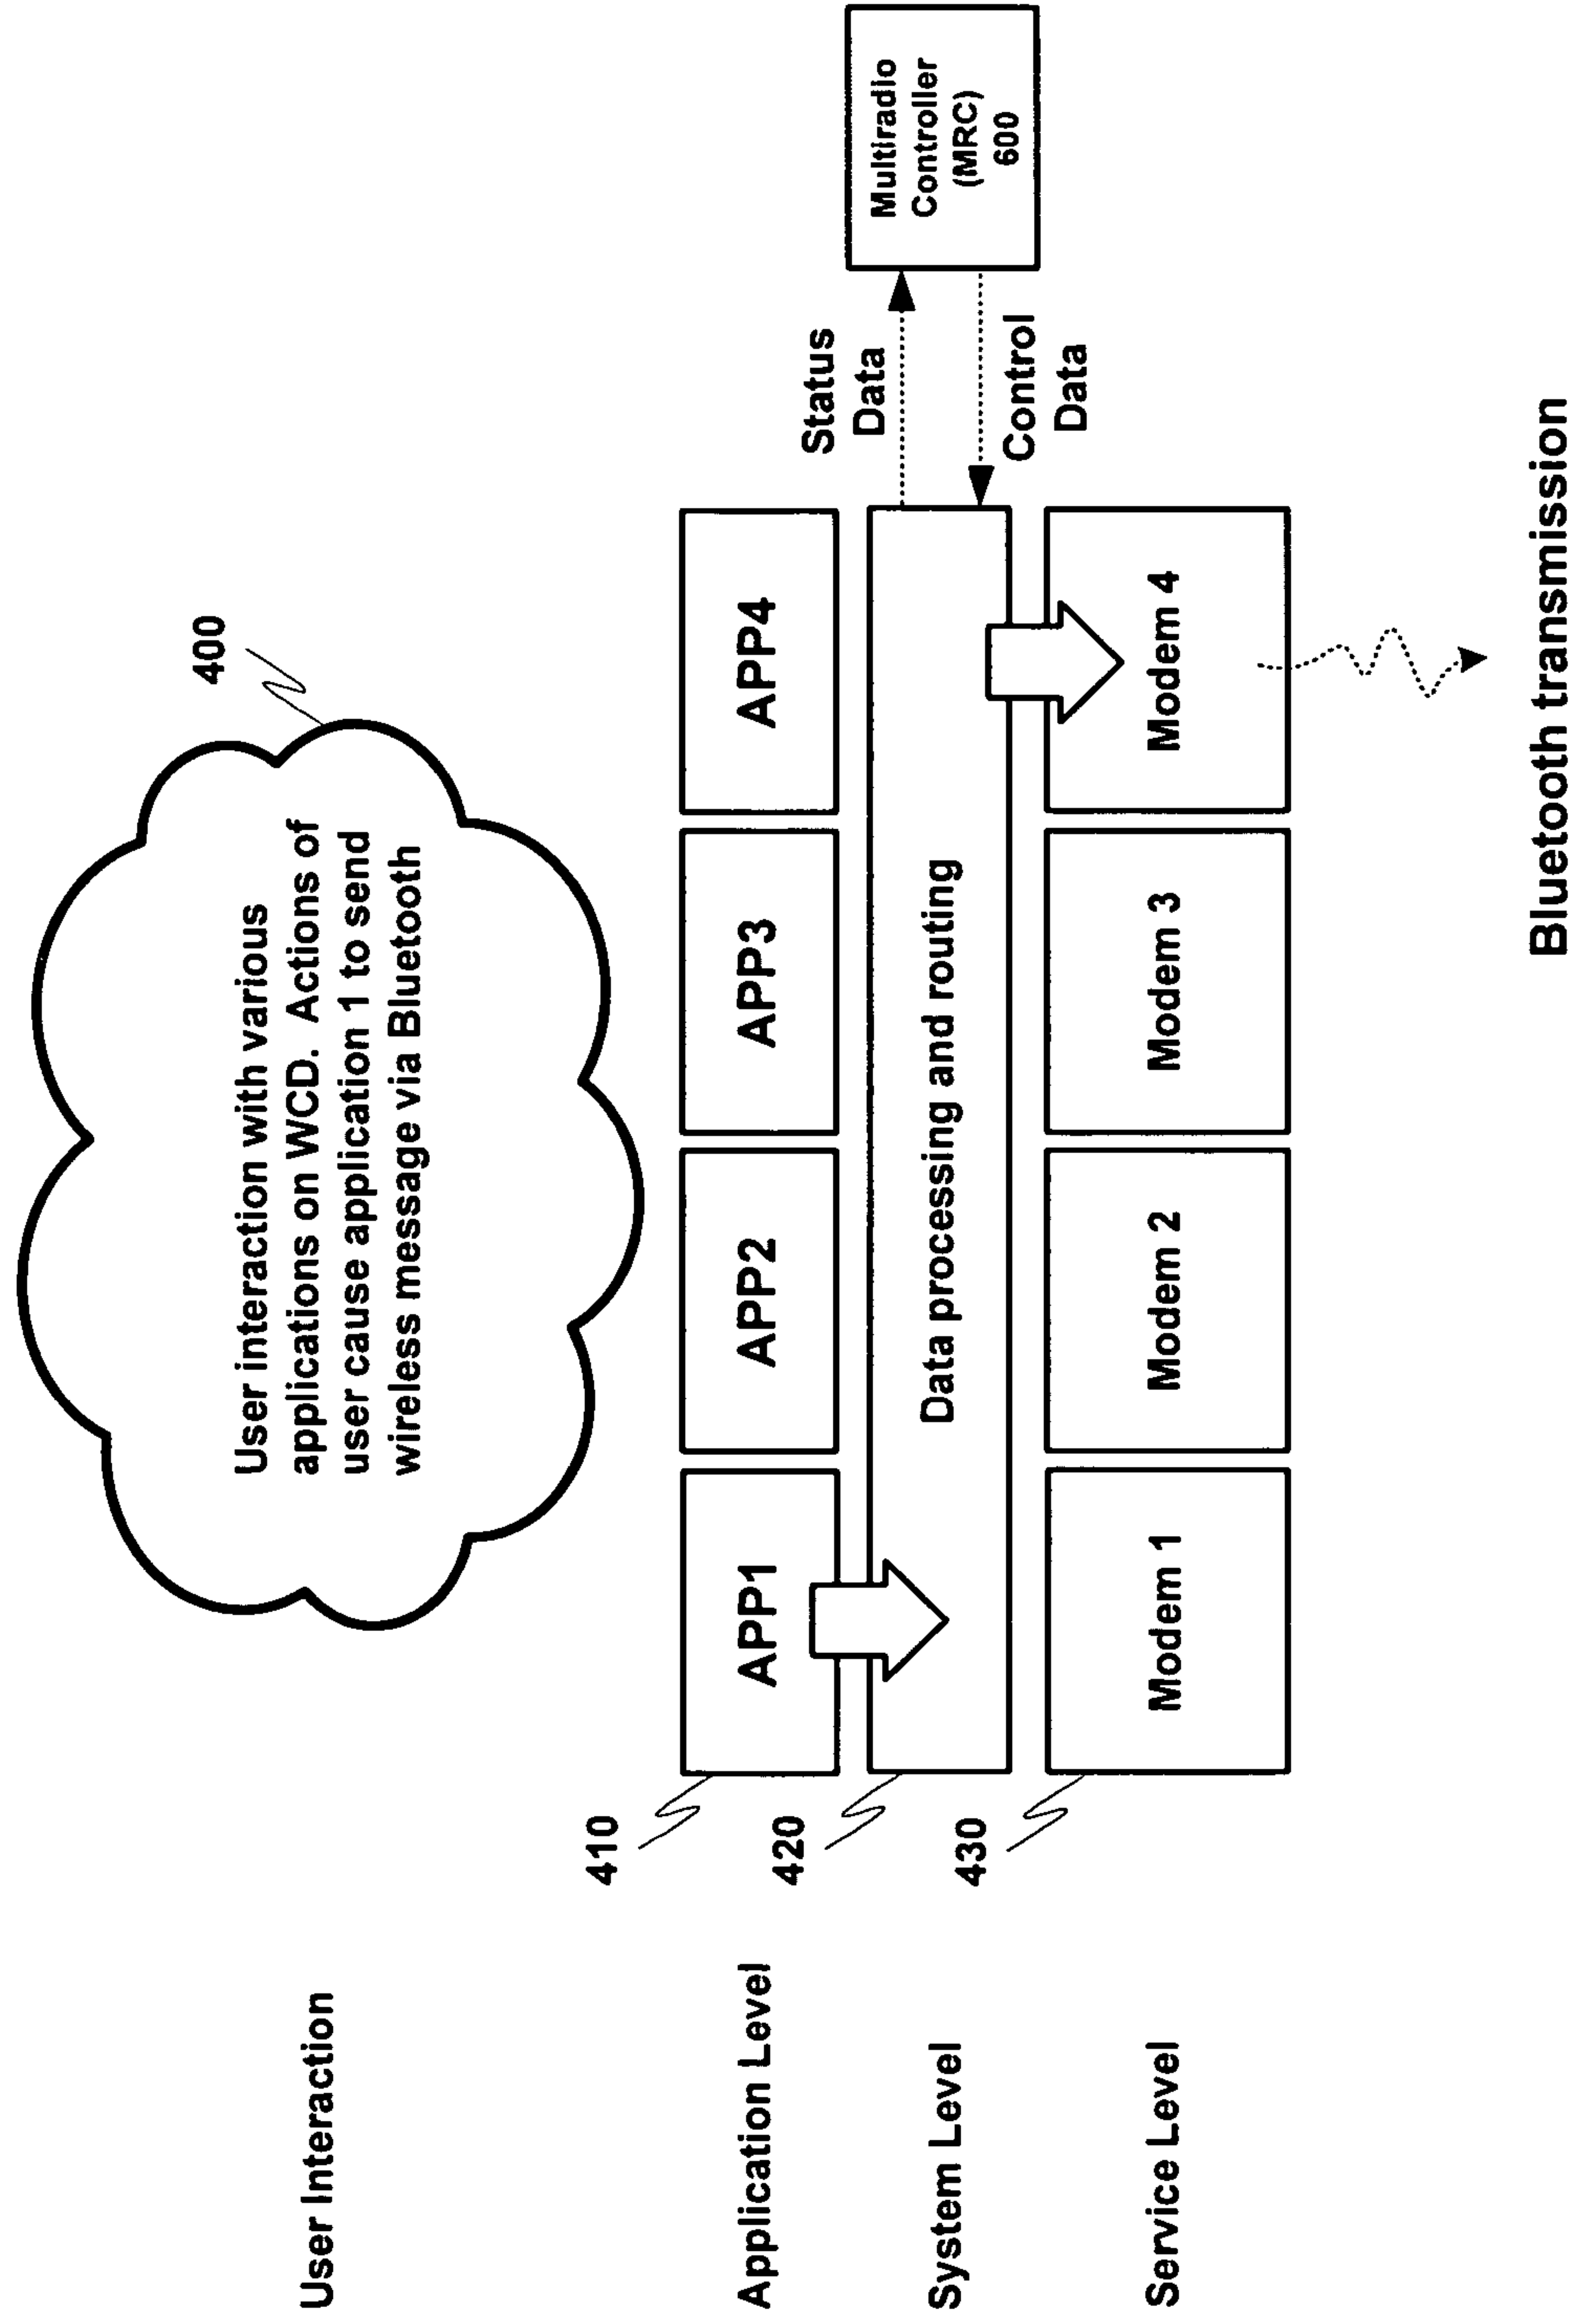 400
User interaction with various
applications on WCD. Actions of
user cause application 1 to send
wireless message via Bluetooth
User Interaction
410
Application Level
APP1
APP2
APP3
APP4
420
System Level
Data processing and routing
Status
Data
Control
Data
Multiradio
Controller
(MRC)
600
430
Service Level
Modem 1
Modem 2
Modem 3
Modem 4
Bluetooth transmission